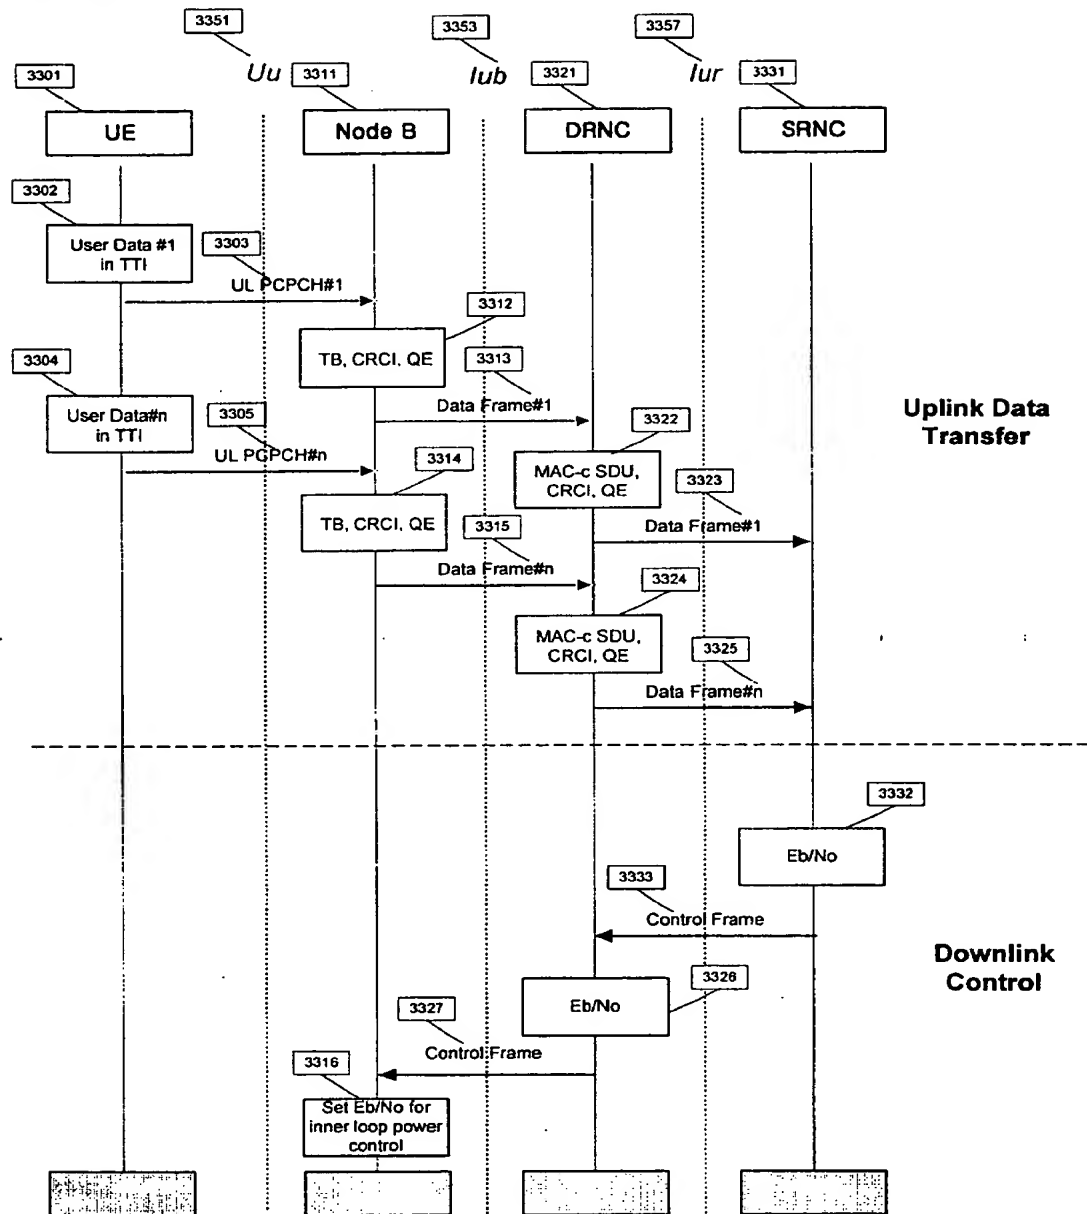 3351
3353
3357
3301
Uu
3311
Iub
3321
Iur
3331
UE
Node B
DRNC
SRNC
3302
User Data #1
in TTI
3303
UL PCPCH#1
3312
TB, CRCI, QE
3313
3304
User Data#n
in TTI
3305
Data Frame#1
3322
Uplink Data
Transfer
UL PCPCH#n
3314
MAC-c SDU,
CRCI, QE
3323
TB, CRCI, QE
3315
Data Frame#1
Data Frame#n
3324
MAC-c SDU,
CRCI, QE
3325
Data Frame#n
3332
Eb/No
3333
Control Frame
Downlink
Control
3326
Eb/No
3327
Control Frame
3316
Set Eb/No for
inner loop power
control